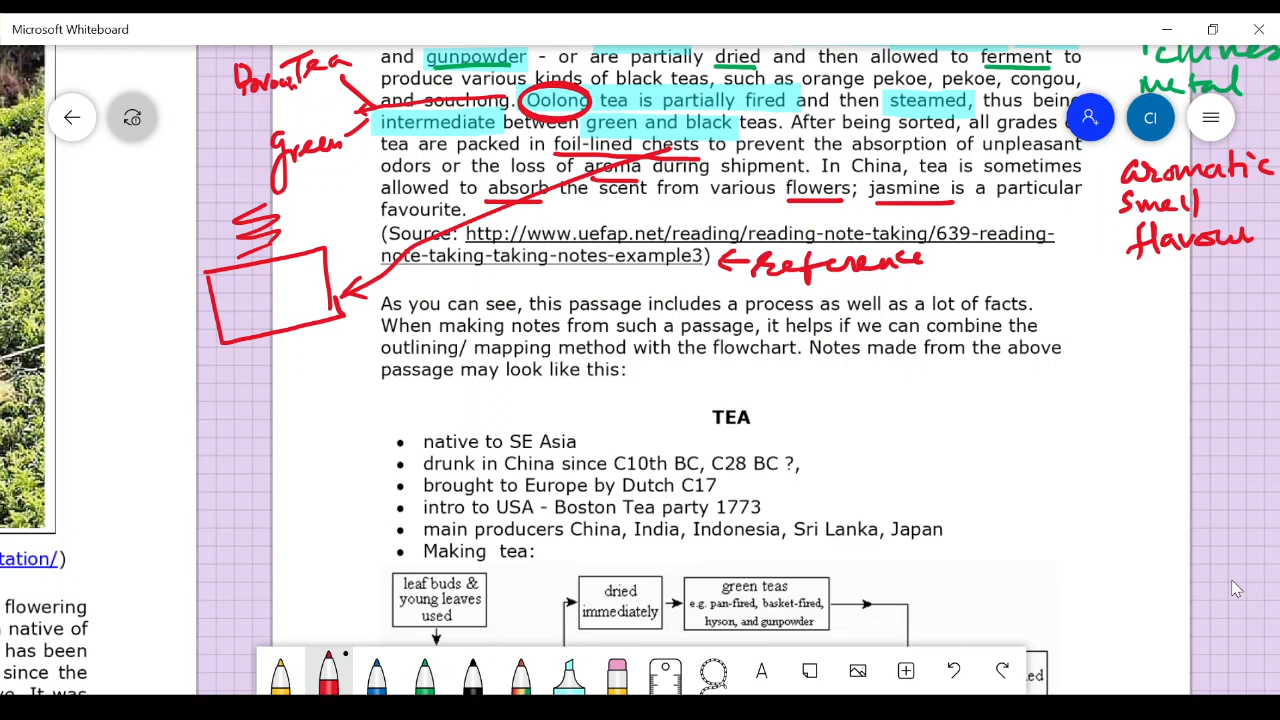 Microsoft Whiteboard
and gunpowder - or are partially dried and then allowed to ferment to
produce various kinds of black teas, such as orange pekoe, pekoe, congou,
and souchong. Oolong tea is partially fired and then steamed, thus being
intermediate between green and black teas. After being sorted, all grades
tea are packed in foil-lined chests to prevent the absorption of unpleasant
odors or the loss of aroma during shipment. In China, tea is sometimes
allowed to absorb the scent from various flowers; jasmine is a particular
favourite.
(Source: http://www.uefap.net/reading/reading-note-taking/639-reading-
note-taking-taking-notes-example3)
reference
Tea
green
metal
CI
aromatic
smell
flavour
As you can see, this passage includes a process as well as a lot of facts.
When making notes from such a passage, it helps if we can combine the
outlining/ mapping method with the flowchart. Notes made from the above
passage may look like this:
TEA
• native to SE Asia
• drunk in China since C10th BC, C28 BC ?,
• brought to Europe by Dutch C17
• intro to USA - Boston Tea party 1773
• main producers China, India, Indonesia, Sri Lanka, Japan
• Making tea:
leaf buds &
young leaves
used
dried
immediately
green teas
e.g. pan-fired, basket-fired,
hyson, and gunpowder
ed
tation/)
flowering
native of
has been
since the
A